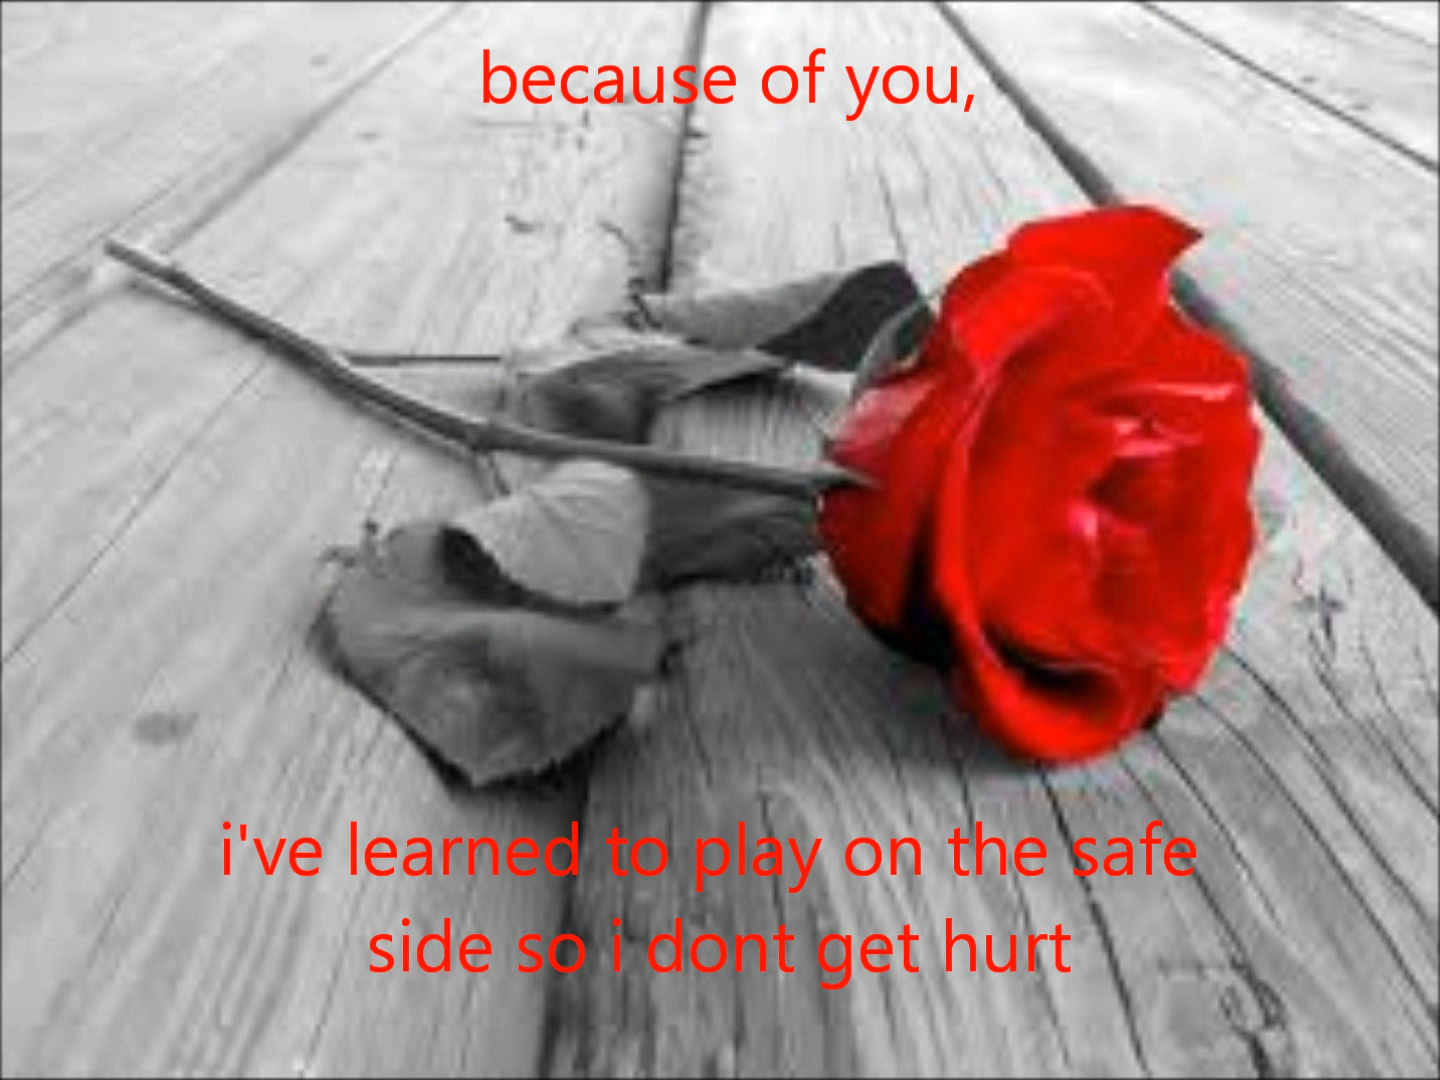 because of you,
i've learned to play on the safe
side so i dont get hurt